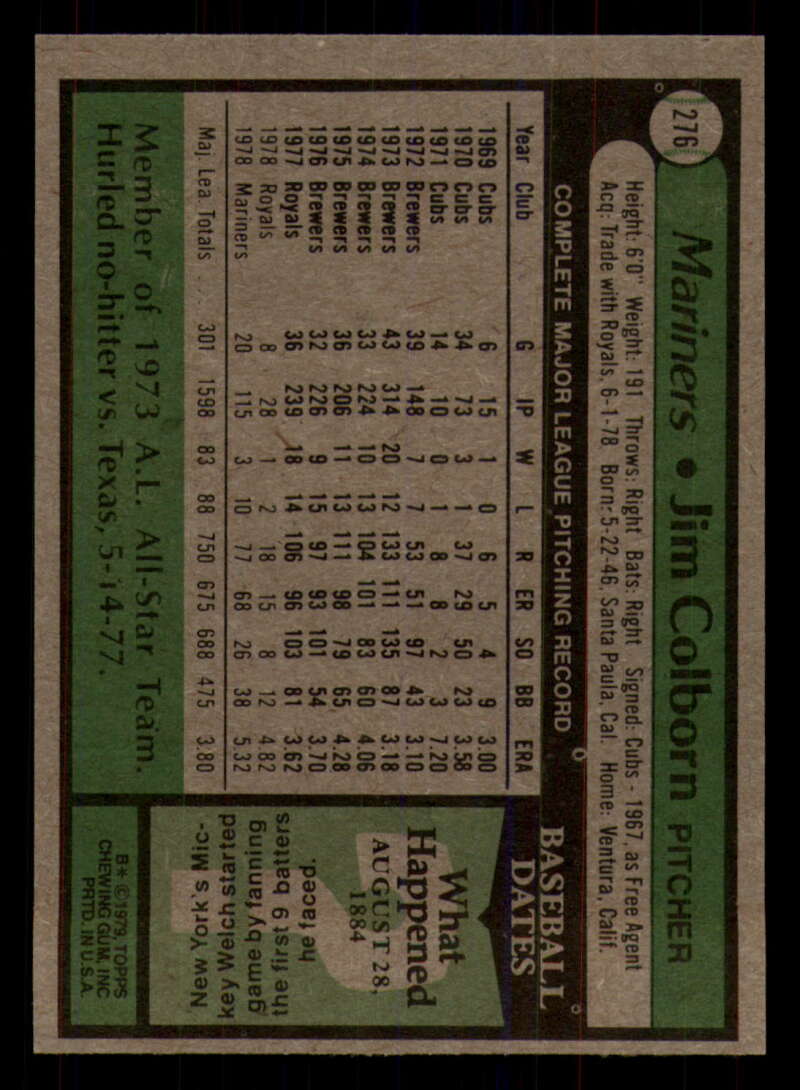 276
Mariners • Jim Colborn PITCHER
Height: 6'0" Weight: 191 Throws: Right Bats: Right Signed: Cubs - 1967, as Free Agent
Acq: Trade with Royals, 6-1-78 Born: 5-22-46, Santa Paula, Cal. Home: Ventura, Calif.
COMPLETE MAJOR LEAGUE PITCHING RECORD
Year Club G IP W L R ER SO BB ERA
1969 Cubs 6 15 1 0 6 5 4 9 3.00
1970 Cubs 34 73 3 1 37 29 50 23 3.58
1971 Cubs 14 10 0 1 8 8 2 3 7.20
1972 Brewers 39 148 7 7 53 51 97 43 3.10
1973 Brewers 43 314 20 12 133 111 135 87 3.18
1974 Brewers 33 224 10 13 104 101 83 60 4.06
1975 Brewers 36 206 11 13 111 98 79 65 4.28
1976 Brewers 32 226 9 15 97 93 101 54 3.70
1977 Royals 36 239 18 14 106 96 103 81 3.62
1978 Royals 8 28 1 2 18 15 8 12 4.82
1978 Mariners 20 115 3 10 77 68 26 38 5.32
Maj Lea Totals . . . 301 1598 83 88 750 675 688 475 3.80
Member of 1973 A.L. All-Star Team.
Hurled no-hitter vs. Texas, 5-14-77.
BASEBALL
DATES
What
Happened
AUGUST 28,
1884
New York's Mic-
key Welch started
game by fanning
the first 9 batters
he faced.
B* ©1979 TOPPS
CHEWING GUM, INC
PRTD. IN U.S.A.